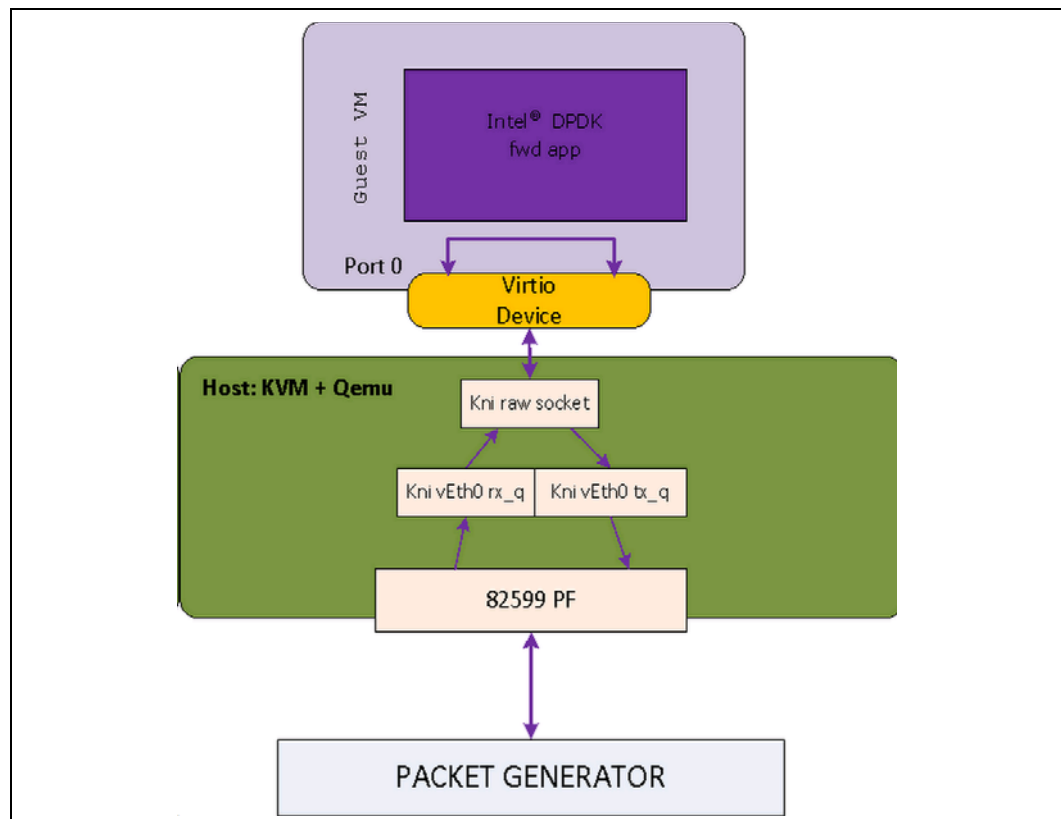 Guest VM
Intel® DPDK
fwd app
Port 0
Virtio
Device
Host: KVM + Qemu
Kni raw socket
Kni vEth0 rx_q
Kni vEth0 tx_q
82599 PF
PACKET GENERATOR